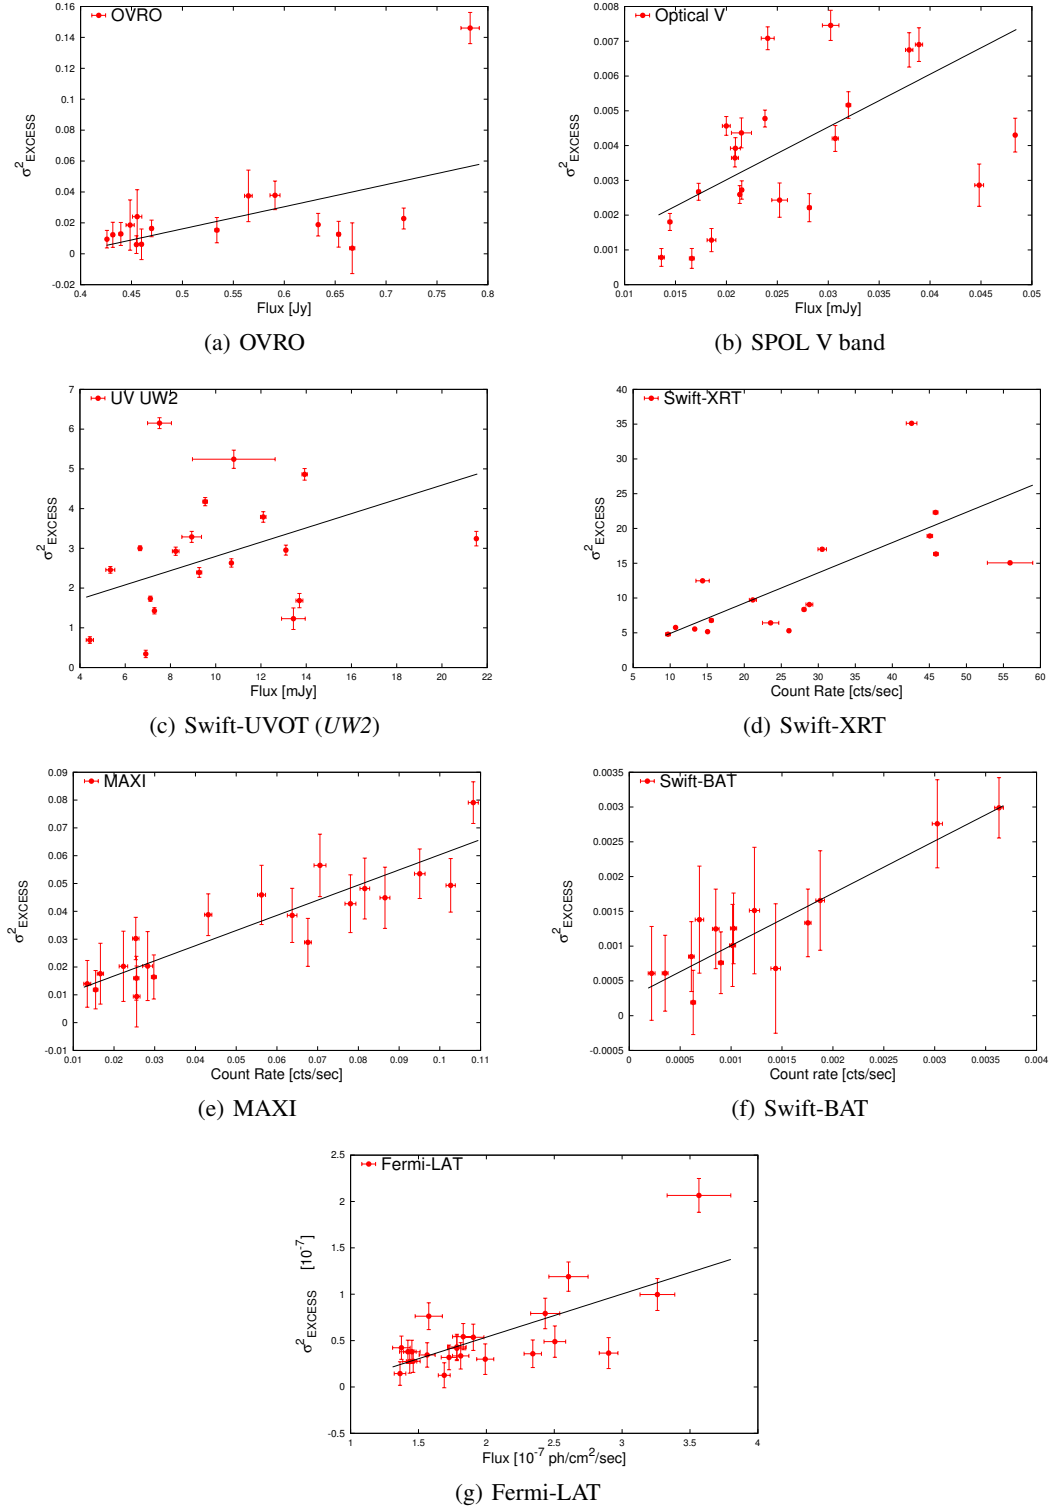 OVRO
0.16
0.14
0.12
0.1
0.08
0.06
0.04
0.02
0
-0.02
σ²EXCESS
0.4 0.45 0.5 0.55 0.6 0.65 0.7 0.75 0.8
Flux [Jy]
(a) OVRO
Optical V
0.008
0.007
0.006
0.005
0.004
0.003
0.002
0.001
0
σ²EXCESS
0.01 0.015 0.02 0.025 0.03 0.035 0.04 0.045 0.05
Flux [mJy]
(b) SPOL V band
UV UW2
7
6
5
4
3
2
1
0
σ²EXCESS
4 6 8 10 12 14 16 18 20 22
Flux [mJy]
(c) Swift-UVOT (UW2)
Swift-XRT
40
35
30
25
20
15
10
5
0
σ²EXCESS
5 10 15 20 25 30 35 40 45 50 55 60
Count Rate [cts/sec]
(d) Swift-XRT
MAXI
0.09
0.08
0.07
0.06
0.05
0.04
0.03
0.02
0.01
0
-0.01
σ²EXCESS
0.01 0.02 0.03 0.04 0.05 0.06 0.07 0.08 0.09 0.1 0.11
Count Rate [cts/sec]
(e) MAXI
Swift-BAT
0.0035
0.003
0.0025
0.002
0.0015
0.001
0.0005
0
-0.0005
σ²EXCESS
0 0.0005 0.001 0.0015 0.002 0.0025 0.003 0.0035 0.004
Count rate [cts/sec]
(f) Swift-BAT
Fermi-LAT
2.5
2
1.5
1
0.5
0
-0.5
σ²EXCESS [10⁻⁷]
1 1.5 2 2.5 3 3.5 4
Flux [10⁻⁷ ph/cm²/sec]
(g) Fermi-LAT